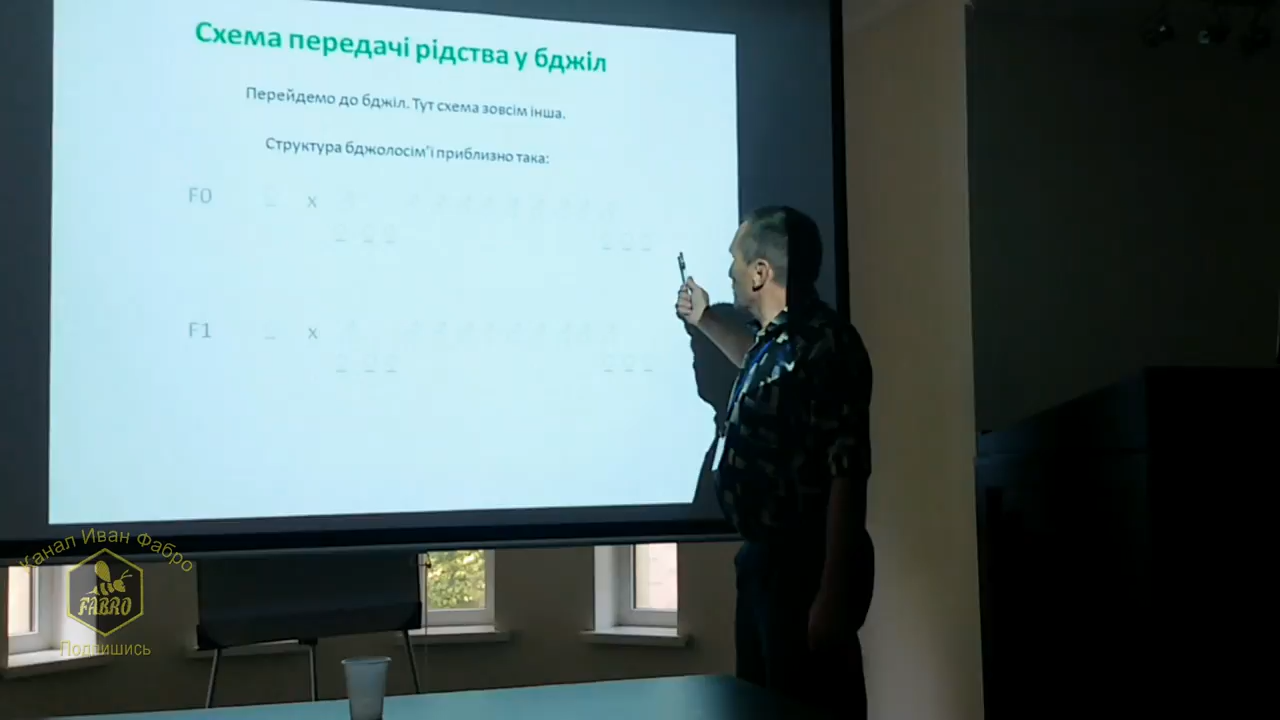 Схема передачі рідства у бджіл
Перейдемо до бджіл. Тут схема зовсім інша.
Структура бджолосім'ї приблизно така:
F0 x
F1 x
Канал Иван Фабро
FABRO
Подпишись